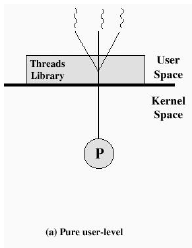 Threads
Library
User
Space
Kernel
Space
P
(a) Pure user-level